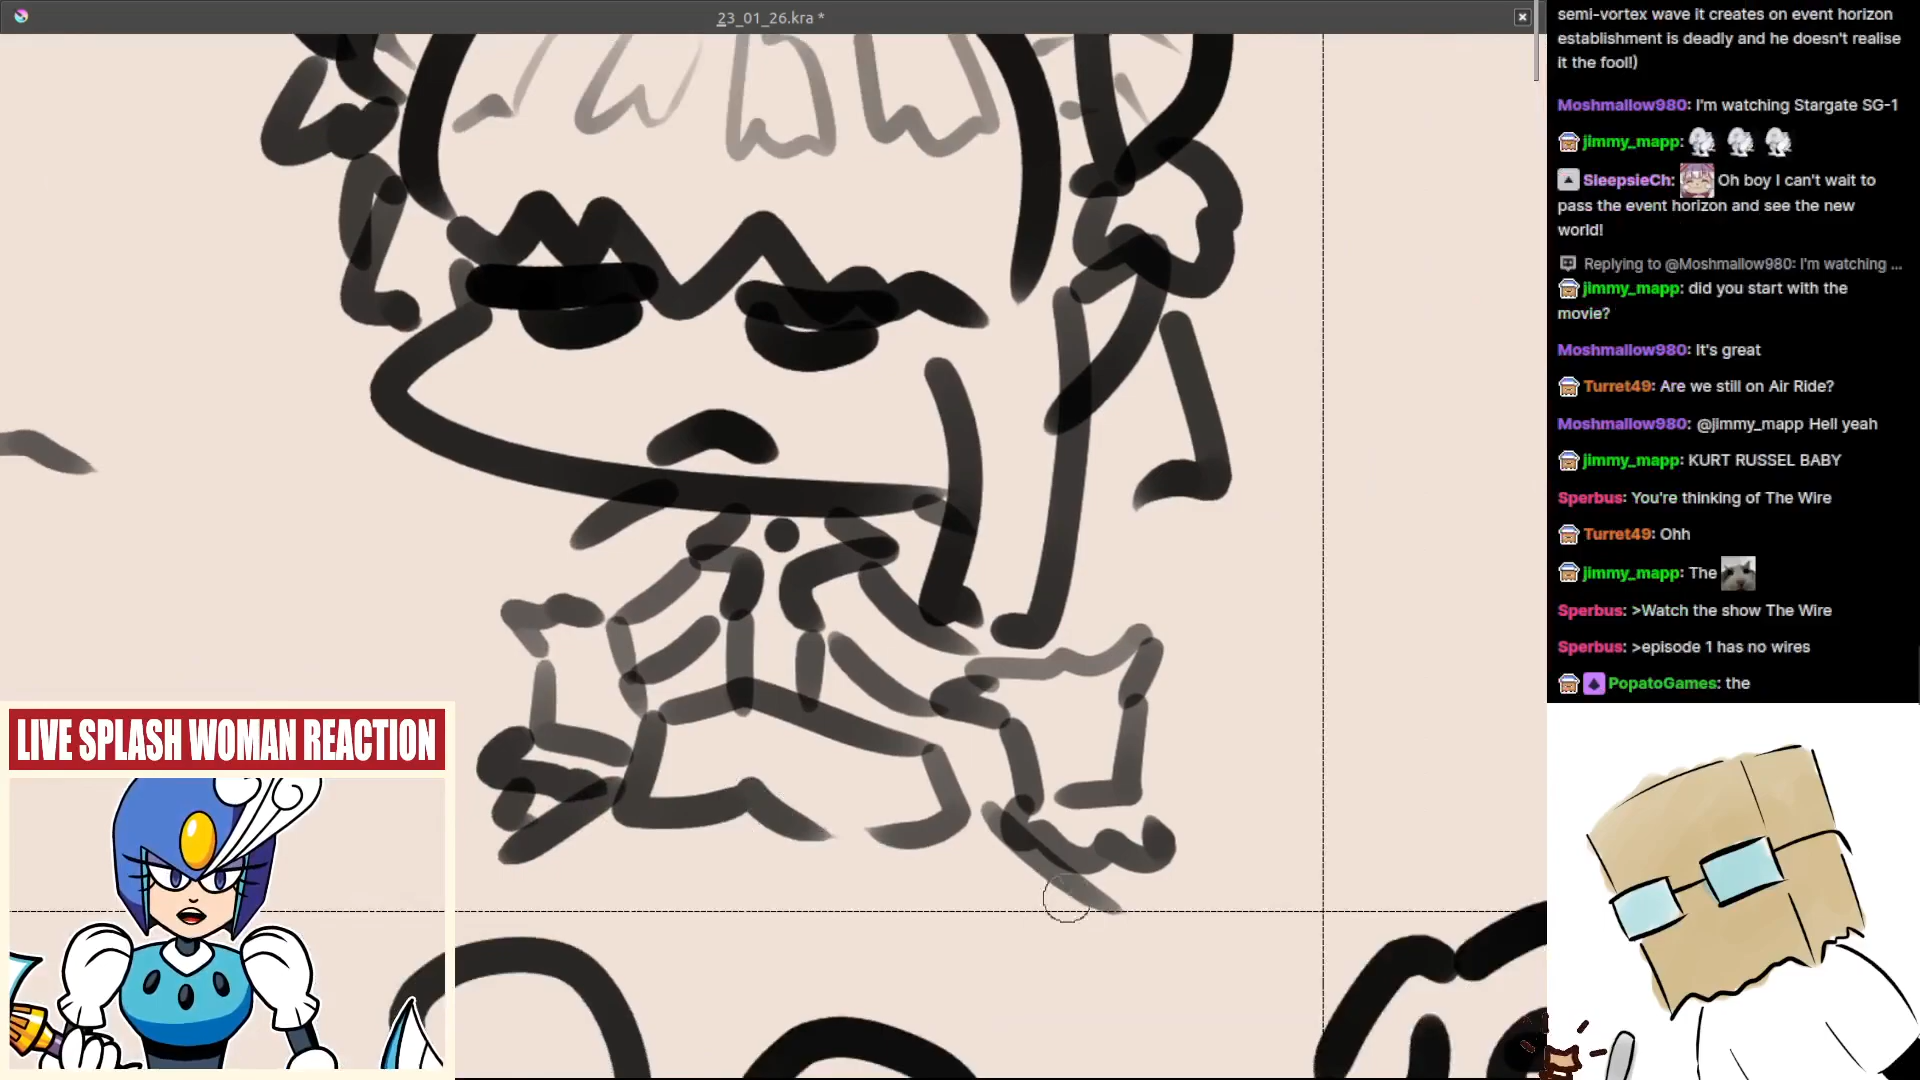 23_01_26.kra *
semi-vortex wave it creates on event horizon
establishment is deadly and he doesn't realise
it the fool!)
Moshmallow980: I'm watching Stargate SG-1
jimmy_mapp:
SleepsieCh: Oh boy I can't wait to
pass the event horizon and see the new
world!
Replying to @Moshmallow980: I'm watching ...
jimmy_mapp: did you start with the
movie?
Moshmallow980: It's great
Turret49: Are we still on Air Ride?
Moshmallow980: @jimmy_mapp Hell yeah
jimmy_mapp: KURT RUSSEL BABY
Sperbus: You're thinking of The Wire
Turret49: Ohh
jimmy_mapp: The
Sperbus: >Watch the show The Wire
Sperbus: >episode 1 has no wires
PopatoGames: the
LIVE SPLASH WOMAN REACTION